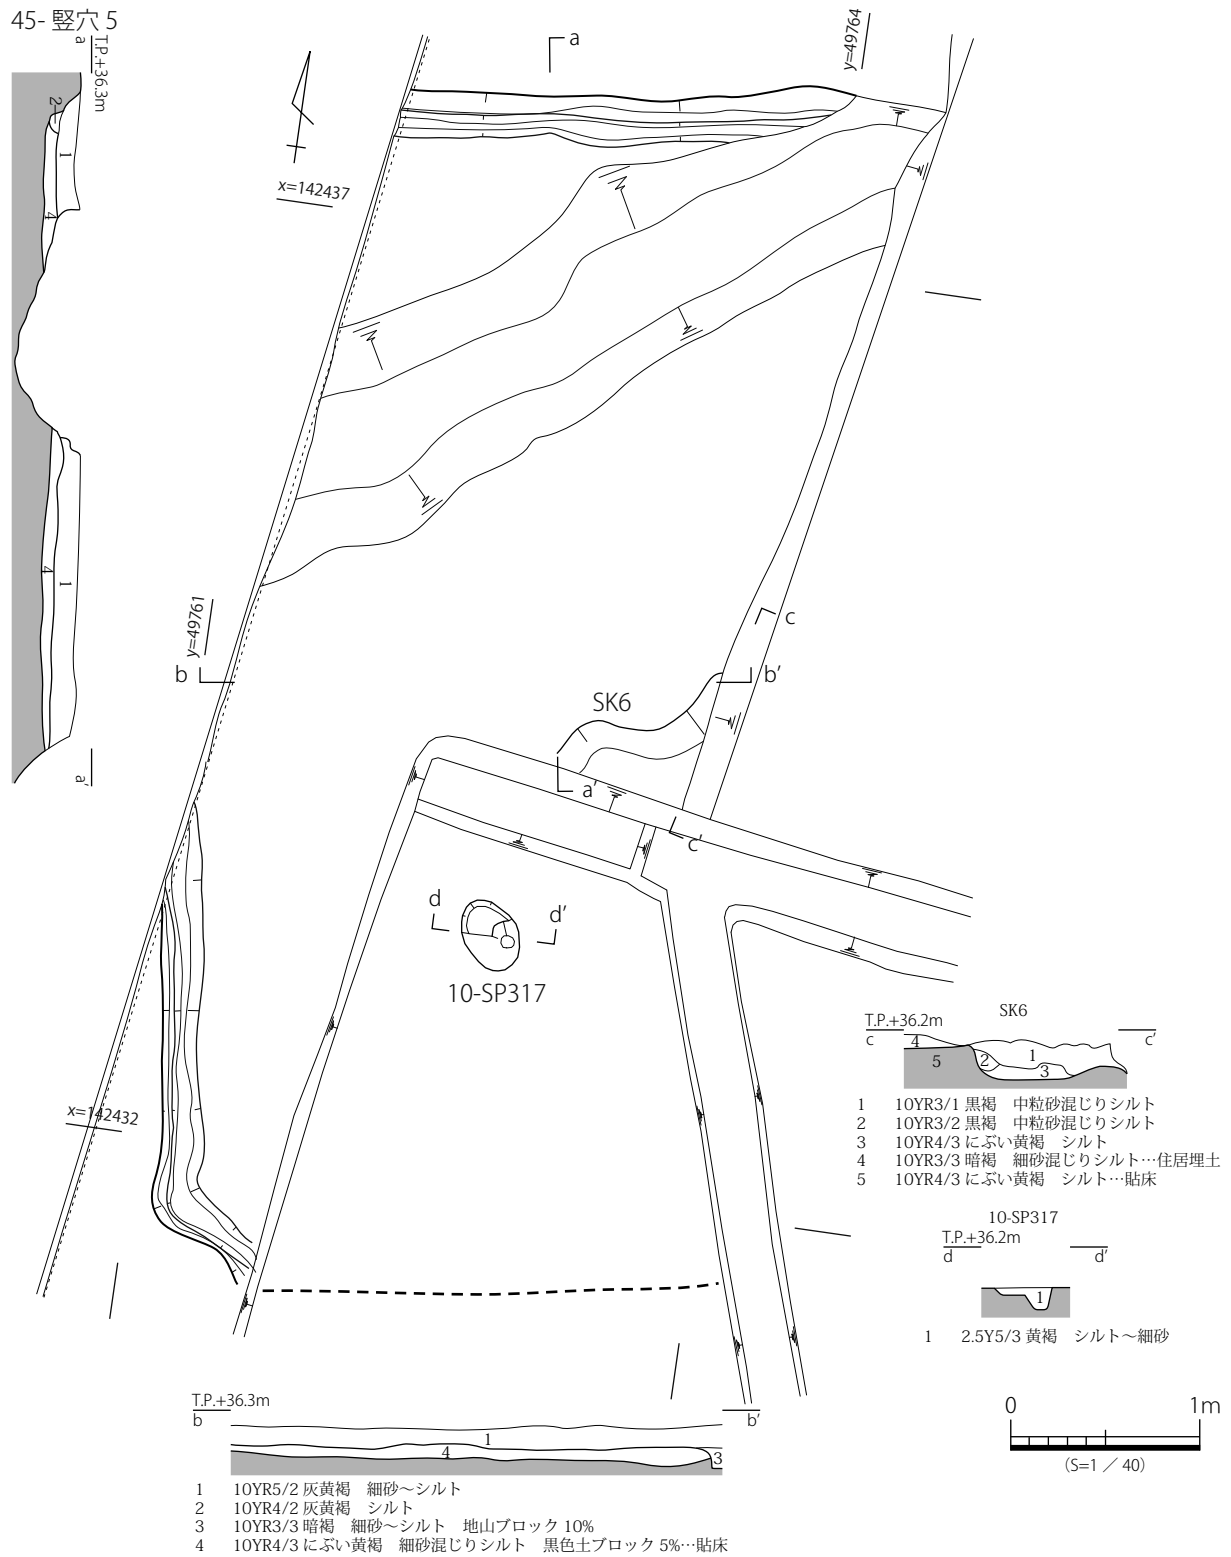 45- 竪穴 5
a
T.P.+36.3m
2
1
4
4
1
a'
a
y=49764
x=142437
y=49761
b
b'
c
SK6
a'
c'
d
d'
10-SP317
x=142432
SK6
T.P.+36.2m
c
c'
4
5
2
1
3
1 10YR3/1 黒褐 中粒砂混じりシルト
2 10YR3/2 黒褐 中粒砂混じりシルト
3 10YR4/3 にぶい黄褐 シルト
4 10YR3/3 暗褐 細砂混じりシルト…住居埋土
5 10YR4/3 にぶい黄褐 シルト…貼床
10-SP317
T.P.+36.2m
d
d'
1
1 2.5Y5/3 黄褐 シルト～細砂
T.P.+36.3m
b
b'
1
4
3
1 10YR5/2 灰黄褐 細砂～シルト
2 10YR4/2 灰黄褐 シルト
3 10YR3/3 暗褐 細砂～シルト 地山ブロック 10%
4 10YR4/3 にぶい黄褐 細砂混じりシルト 黒色土ブロック 5%…貼床
0 1m
（S=1 ／ 40）